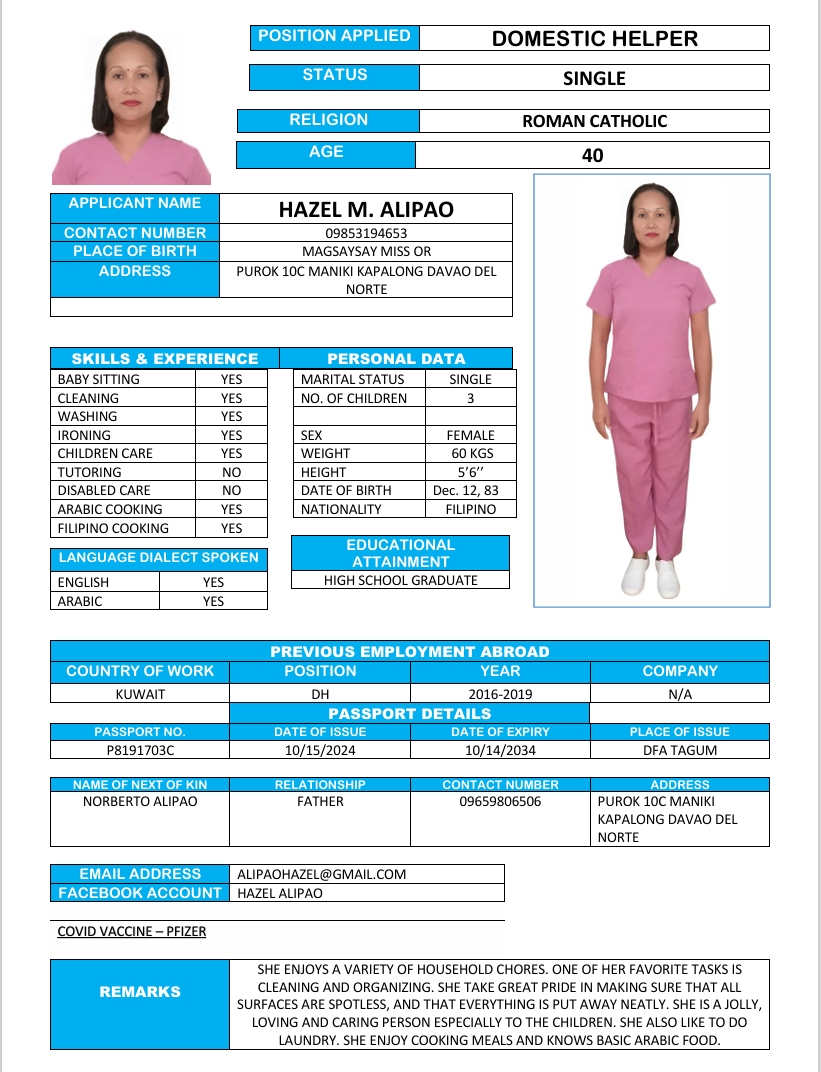 POSITION APPLIED DOMESTIC HELPER
STATUS SINGLE
RELIGION ROMAN CATHOLIC
AGE 40
APPLICANT NAME HAZEL M. ALIPAO
CONTACT NUMBER 09853194653
PLACE OF BIRTH MAGSAYSAY MISS OR
ADDRESS PUROK 10C MANIKI KAPALONG DAVAO DEL
NORTE
SKILLS & EXPERIENCE
BABY SITTING YES
CLEANING YES
WASHING YES
IRONING YES
CHILDREN CARE YES
TUTORING NO
DISABLED CARE NO
ARABIC COOKING YES
FILIPINO COOKING YES
LANGUAGE DIALECT SPOKEN
ENGLISH YES
ARABIC YES
PERSONAL DATA
MARITAL STATUS SINGLE
NO. OF CHILDREN 3
SEX FEMALE
WEIGHT 60 KGS
HEIGHT 5’6’’
DATE OF BIRTH Dec. 12, 83
NATIONALITY FILIPINO
EDUCATIONAL
ATTAINMENT
HIGH SCHOOL GRADUATE
PREVIOUS EMPLOYMENT ABROAD
COUNTRY OF WORK POSITION YEAR COMPANY
KUWAIT DH 2016-2019 N/A
PASSPORT DETAILS
PASSPORT NO. DATE OF ISSUE DATE OF EXPIRY PLACE OF ISSUE
P8191703C 10/15/2024 10/14/2034 DFA TAGUM
NAME OF NEXT OF KIN RELATIONSHIP CONTACT NUMBER ADDRESS
NORBERTO ALIPAO FATHER 09659806506 PUROK 10C MANIKI
KAPALONG DAVAO DEL
NORTE
EMAIL ADDRESS ALIPAOHAZEL@GMAIL.COM
FACEBOOK ACCOUNT HAZEL ALIPAO
COVID VACCINE – PFIZER
REMARKS
SHE ENJOYS A VARIETY OF HOUSEHOLD CHORES. ONE OF HER FAVORITE TASKS IS
CLEANING AND ORGANIZING. SHE TAKE GREAT PRIDE IN MAKING SURE THAT ALL
SURFACES ARE SPOTLESS, AND THAT EVERYTHING IS PUT AWAY NEATLY. SHE IS A JOLLY,
LOVING AND CARING PERSON ESPECIALLY TO THE CHILDREN. SHE ALSO LIKE TO DO
LAUNDRY. SHE ENJOY COOKING MEALS AND KNOWS BASIC ARABIC FOOD.